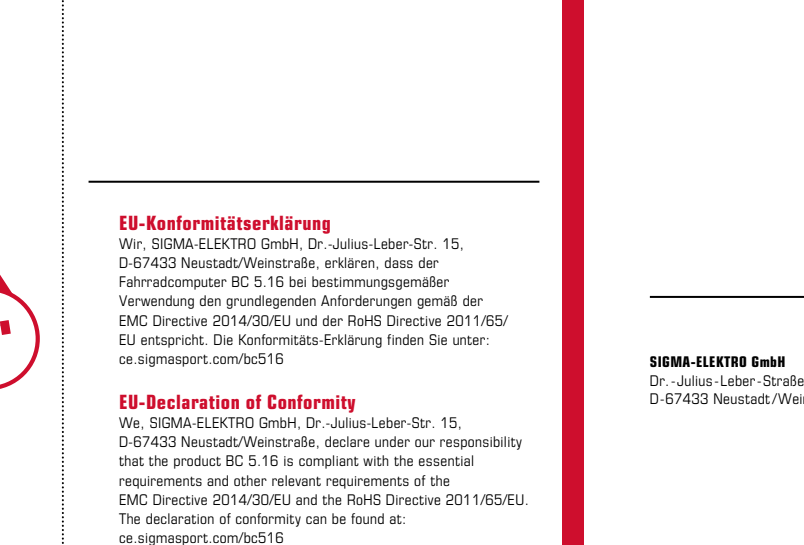 EU-Konformitätserklärung
Wir, SIGMA-ELEKTRO GmbH, Dr.-Julius-Leber-Str. 15,
D-67433 Neustadt/Weinstraße, erklären, dass der
Fahrradcomputer BC 5.16 bei bestimmungsgemäßer
Verwendung den grundlegenden Anforderungen gemäß der
EMC Directive 2014/30/EU und der RoHS Directive 2011/65/
EU entspricht. Die Konformitäts-Erklärung finden Sie unter:
ce.sigmasport.com/bc516
EU-Declaration of Conformity
We, SIGMA-ELEKTRO GmbH, Dr.-Julius-Leber-Str. 15,
D-67433 Neustadt/Weinstraße, declare under our responsibility
that the product BC 5.16 is compliant with the essential
requirements and other relevant requirements of the
EMC Directive 2014/30/EU and the RoHS Directive 2011/65/EU.
The declaration of conformity can be found at:
ce.sigmasport.com/bc516
SIGMA-ELEKTRO GmbH
Dr.-Julius-Leber-Straße
D-67433